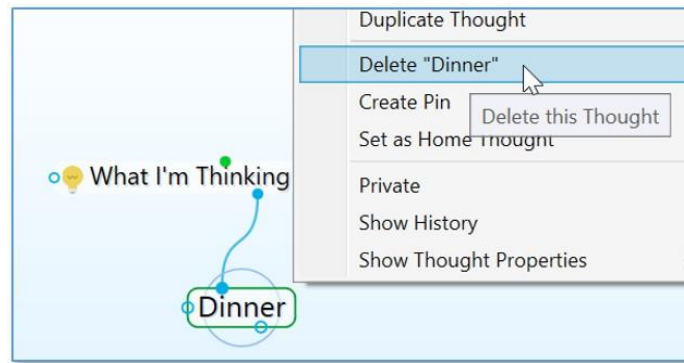 Duplicate Thought
Delete "Dinner"
Create Pin
Delete this Thought
Set as Home Thought
What I'm Thinking
Private
Show History
Show Thought Properties
Dinner